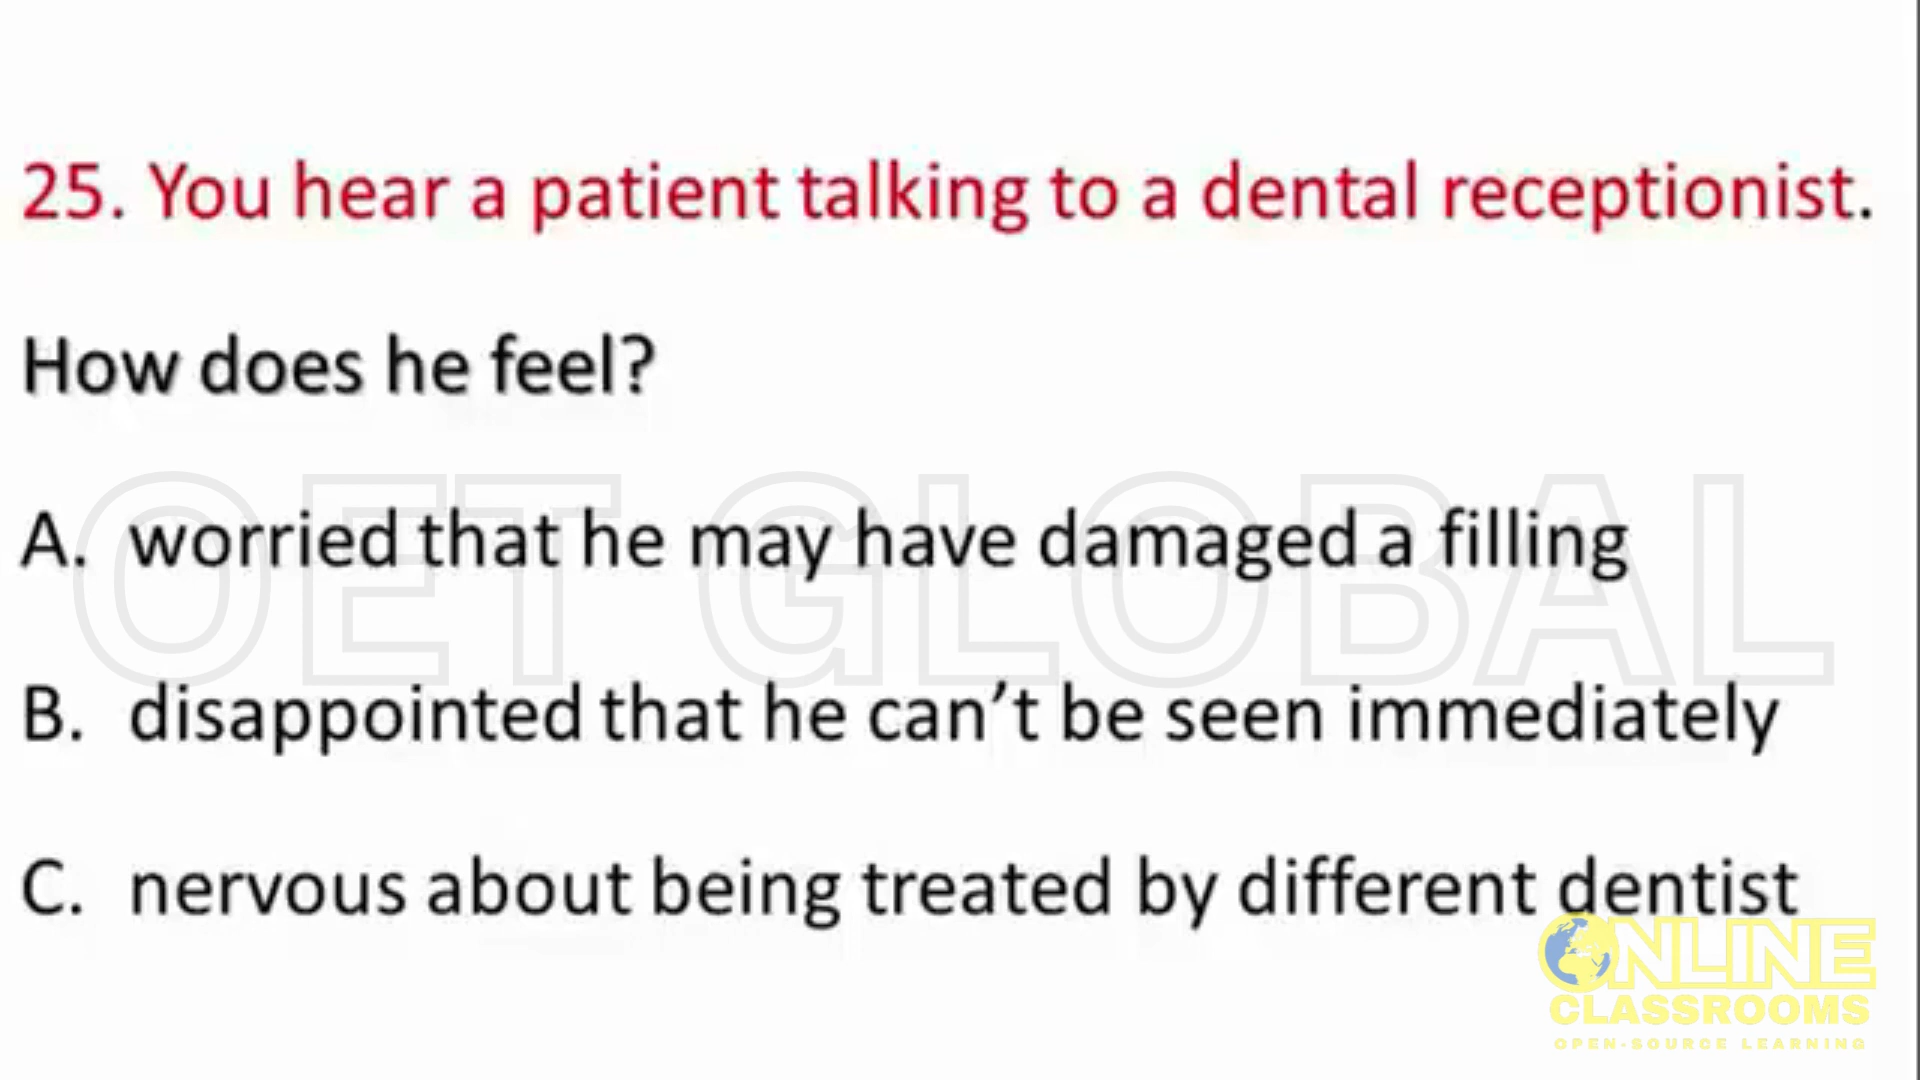 25. You hear a patient talking to a dental receptionist.
How does he feel?
A. worried that he may have damaged a filling
B. disappointed that he can't be seen immediately
C. nervous about being treated by different dentist
OET GLOBAL
ONLINE
CLASSROOMS
OPEN-SOURCE LEARNING